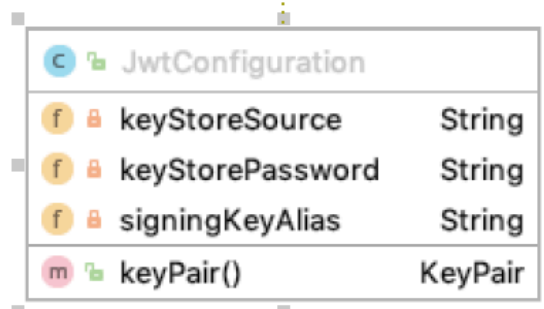 c JwtConfiguration
f keyStoreSource String
f keyStorePassword String
f signingKeyAlias String
m keyPair() KeyPair